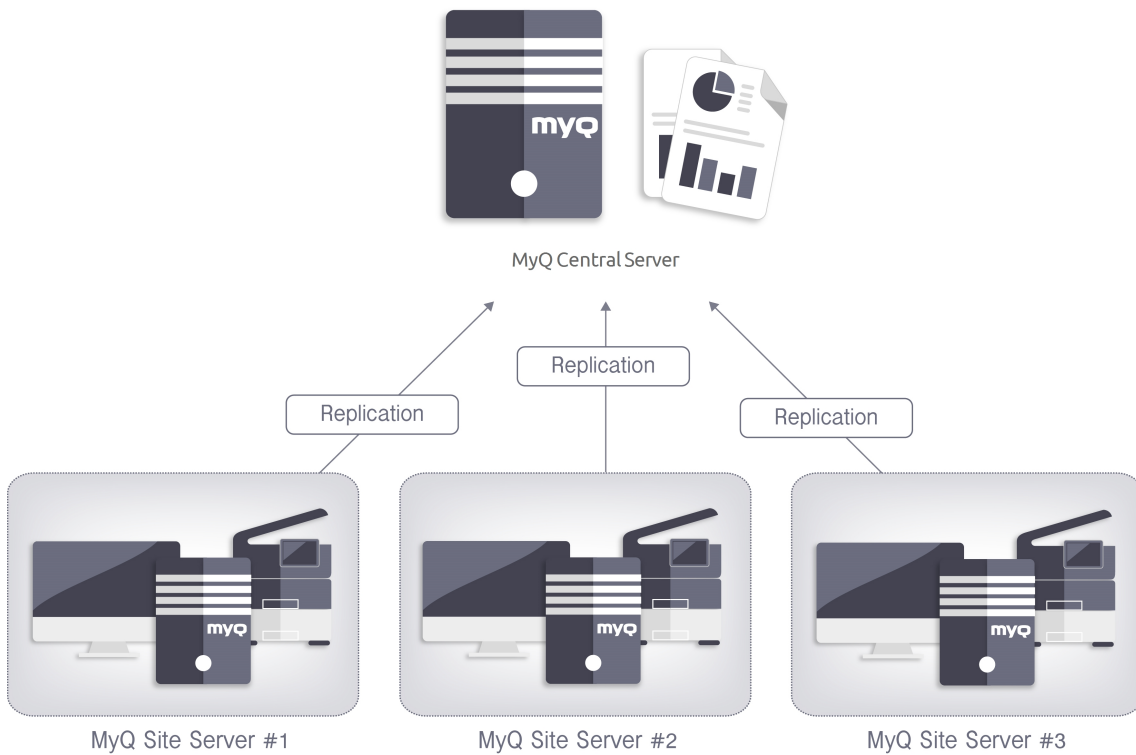 myQ
MyQ Central Server
Replication
Replication
Replication
myQ
myQ
myQ
MyQ Site Server #1
MyQ Site Server #2
MyQ Site Server #3